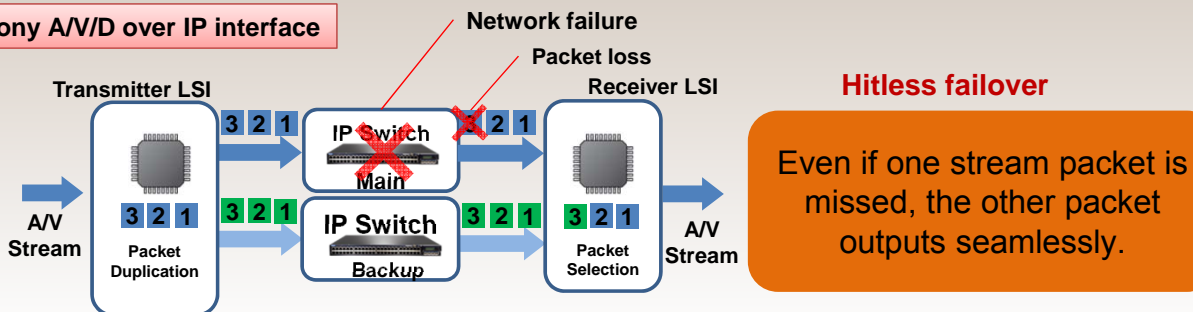 ony A/V/D over IP interface
Network failure
Packet loss
Transmitter LSI
Receiver LSI
Hitless failover
3 2 1
3 2 1
IP Switch
Main
3 2 1
3 2 1
IP Switch
Backup
3 2 1
3 2 1
A/V
Stream
Packet
Duplication
Packet
Selection
A/V
Stream
Even if one stream packet is
missed, the other packet
outputs seamlessly.